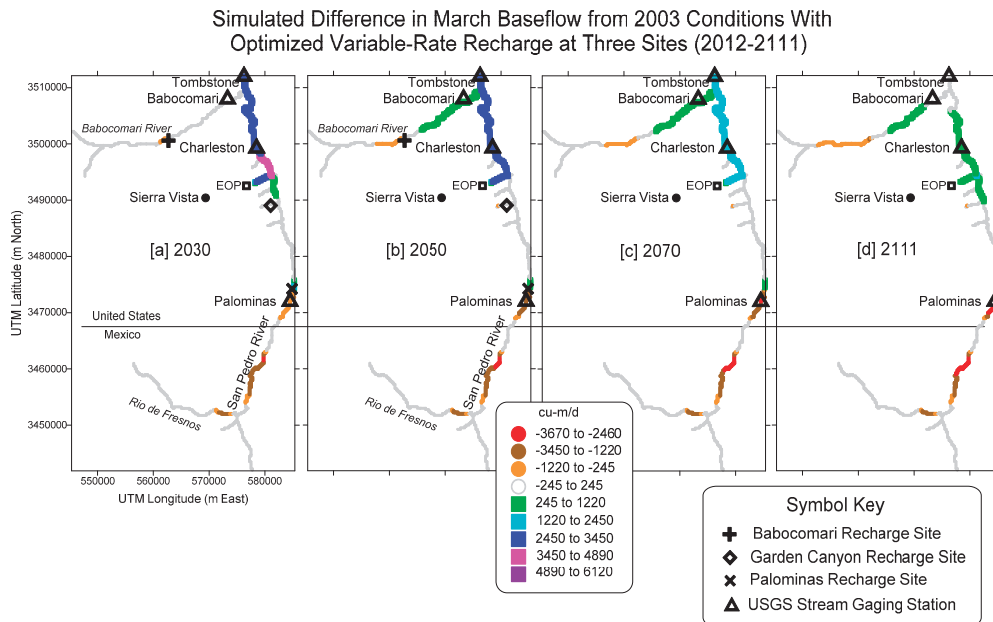 Simulated Difference in March Baseflow from 2003 Conditions With
Optimized Variable-Rate Recharge at Three Sites (2012-2111)
UTM Latitude (m North)
3510000
3500000
3490000
3480000
3470000
3460000
3450000
Tombstone
Babocomari
Babocomari River
Charleston
EOP
Sierra Vista
[a] 2030
Palominas
United States
Mexico
San Pedro River
Rio de Fresnos
550000 560000 570000 580000
UTM Longitude (m East)
Tombstone
Babocomari
Babocomari River
Charleston
EOP
Sierra Vista
[b] 2050
Palominas
San Pedro River
Rio de Fresnos
Tombstone
Babocomari
Charleston
EOP
Sierra Vista
[c] 2070
Palominas
Tombstone
Babocomari
Charleston
EOP
Sierra Vista
[d] 2111
Palominas
cu-m/d
-3670 to -2460
-3450 to -1220
-1220 to -245
-245 to 245
245 to 1220
1220 to 2450
2450 to 3450
3450 to 4890
4890 to 6120
Symbol Key
Babocomari Recharge Site
Garden Canyon Recharge Site
Palominas Recharge Site
USGS Stream Gaging Station